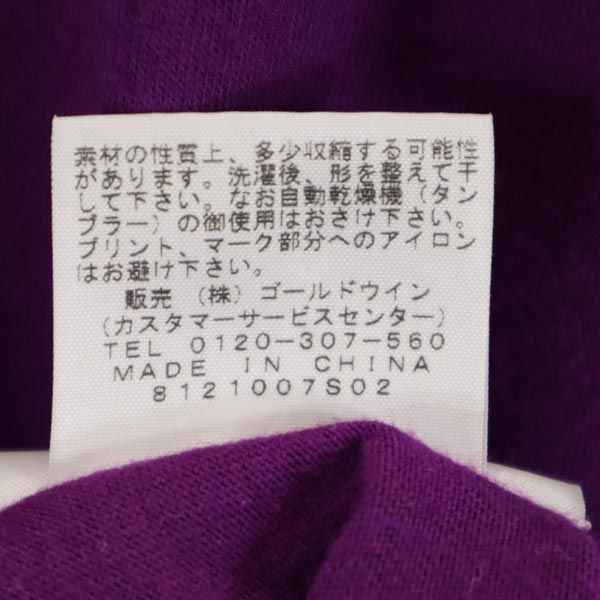 素材の性質上、多少収縮する可能性
があります。洗濯後、形を整えて干
して下さい。なお自動乾燥機（タン
ブラー）の御使用はおさけ下さい。
プリント、マーク部分へのアイロン
はお避け下さい。
販売 （株）ゴールドウイン
(カスタマーサービスセンター)
TEL 0120-307-560
MADE IN CHINA
8121007S02